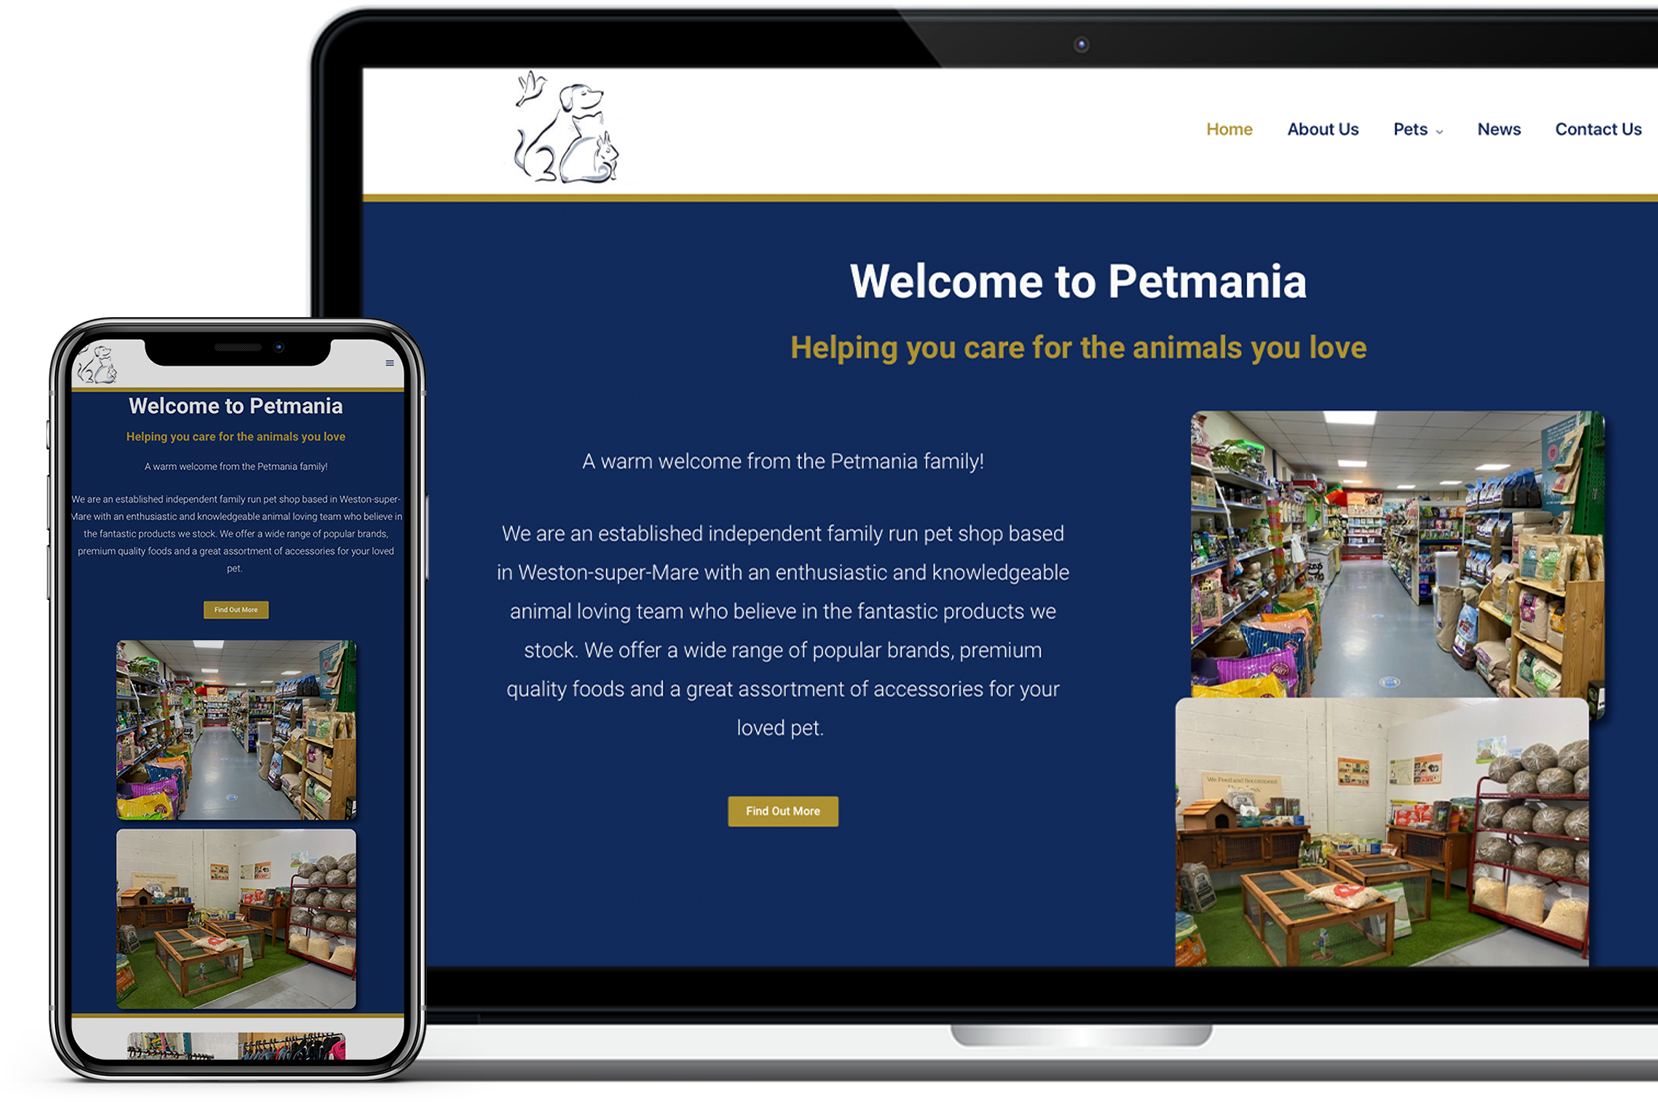 Home About Us Pets News Contact Us
Welcome to Petmania
Helping you care for the animals you love
A warm welcome from the Petmania family!
We are an established independent family run pet shop based
in Weston-super-Mare with an enthusiastic and knowledgeable
animal loving team who believe in the fantastic products we
stock. We offer a wide range of popular brands, premium
quality foods and a great assortment of accessories for your
loved pet.
Find Out More
We Feed and Recommend
Welcome to Petmania
Helping you care for the animals you love
A warm welcome from the Petmania family!
We are an established independent family run pet shop based in Weston-super-
Mare with an enthusiastic and knowledgeable animal loving team who believe in
the fantastic products we stock. We offer a wide range of popular brands,
premium quality foods and a great assortment of accessories for your loved
pet.
Find Out More